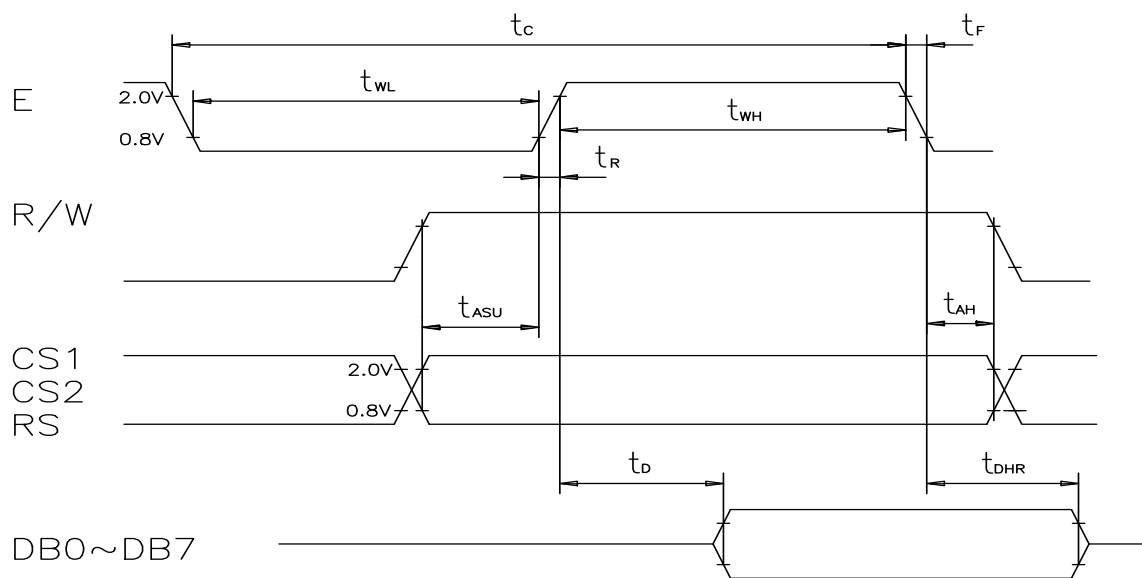 tC
tF
E
2.0V
tWL
0.8V
tWH
tR
R/W
tASU
tAH
CS1
2.0V
CS2
0.8V
RS
tD
tDHR
DB0~DB7